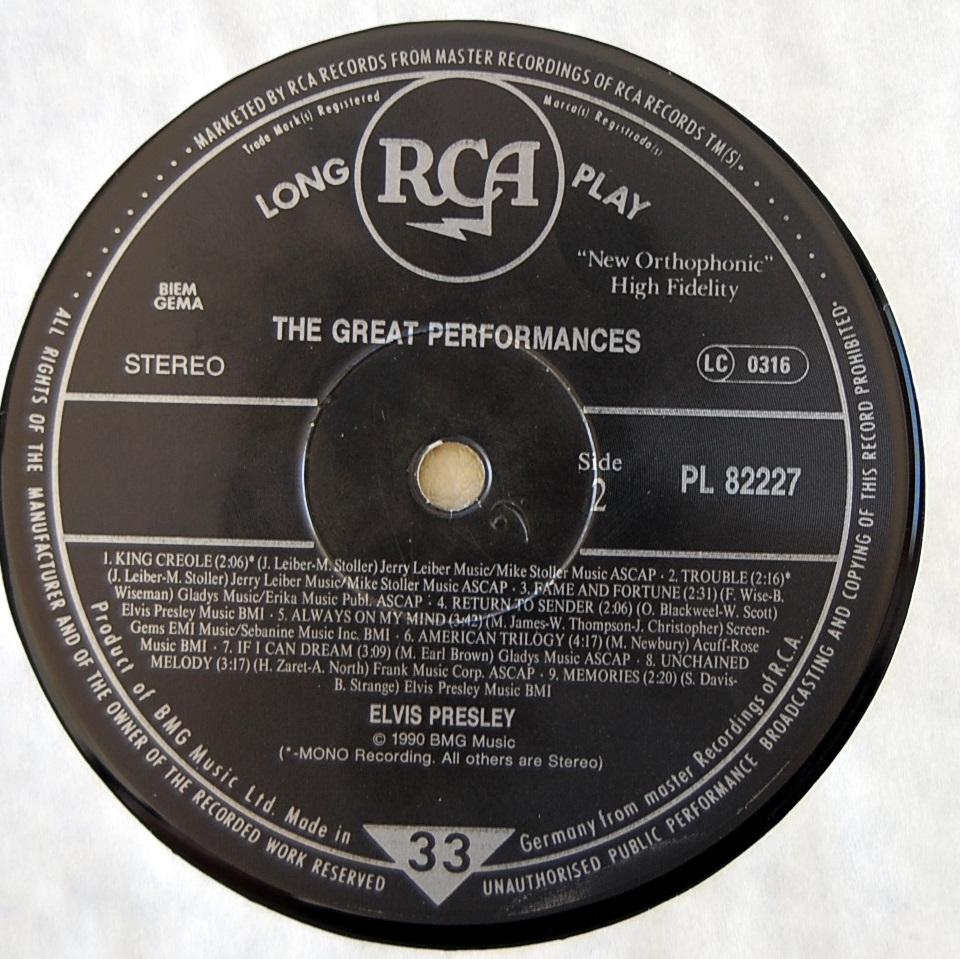 · MARKETED BY RCA RECORDS FROM MASTER RECORDINGS OF RCA RECORDS TM(S).
Trade Mark(s) Registered
Marca(s) Registrada(s)
LONG RCA PLAY
"New Orthophonic"
High Fidelity
BIEM
GEMA
THE GREAT PERFORMANCES
STEREO
LC 0316
Side
2
PL 82227
1. KING CREOLE (2:06)* (J. Leiber-M. Stoller) Jerry Leiber Music/Mike Stoller Music ASCAP · 2. TROUBLE (2:16)*
(J. Leiber-M. Stoller) Jerry Leiber Music/Mike Stoller Music ASCAP · 3. FAME AND FORTUNE (2:31) (F. Wise-B.
Wiseman) Gladys Music/Erika Music Publ. ASCAP · 4. RETURN TO SENDER (2:06) (O. Blackweel-W. Scott)
Elvis Presley Music BMI · 5. ALWAYS ON MY MIND (3:42) (M. James-W. Thompson-J. Christopher) Screen-
Gems EMI Music/Sebanine Music Inc. BMI · 6. AMERICAN TRILOGY (4:17) (M. Newbury) Acuff-Rose
Music BMI · 7. IF I CAN DREAM (3:09) (M. Earl Brown) Gladys Music ASCAP · 8. UNCHAINED
MELODY (3:17) (H. Zaret-A. North) Frank Music Corp. ASCAP · 9. MEMORIES (2:20) (S. Davis-
B. Strange) Elvis Presley Music BMI
ELVIS PRESLEY
© 1990 BMG Music
(*-MONO Recording. All others are Stereo)
Product of BMG Music Ltd. Made in
33
Germany from master Recordings of R.C.A.
· ALL RIGHTS OF THE MANUFACTURER AND OF THE OWNER OF THE RECORDED WORK RESERVED
UNAUTHORISED PUBLIC PERFORMANCE BROADCASTING AND COPYING OF THIS RECORD PROHIBITED·